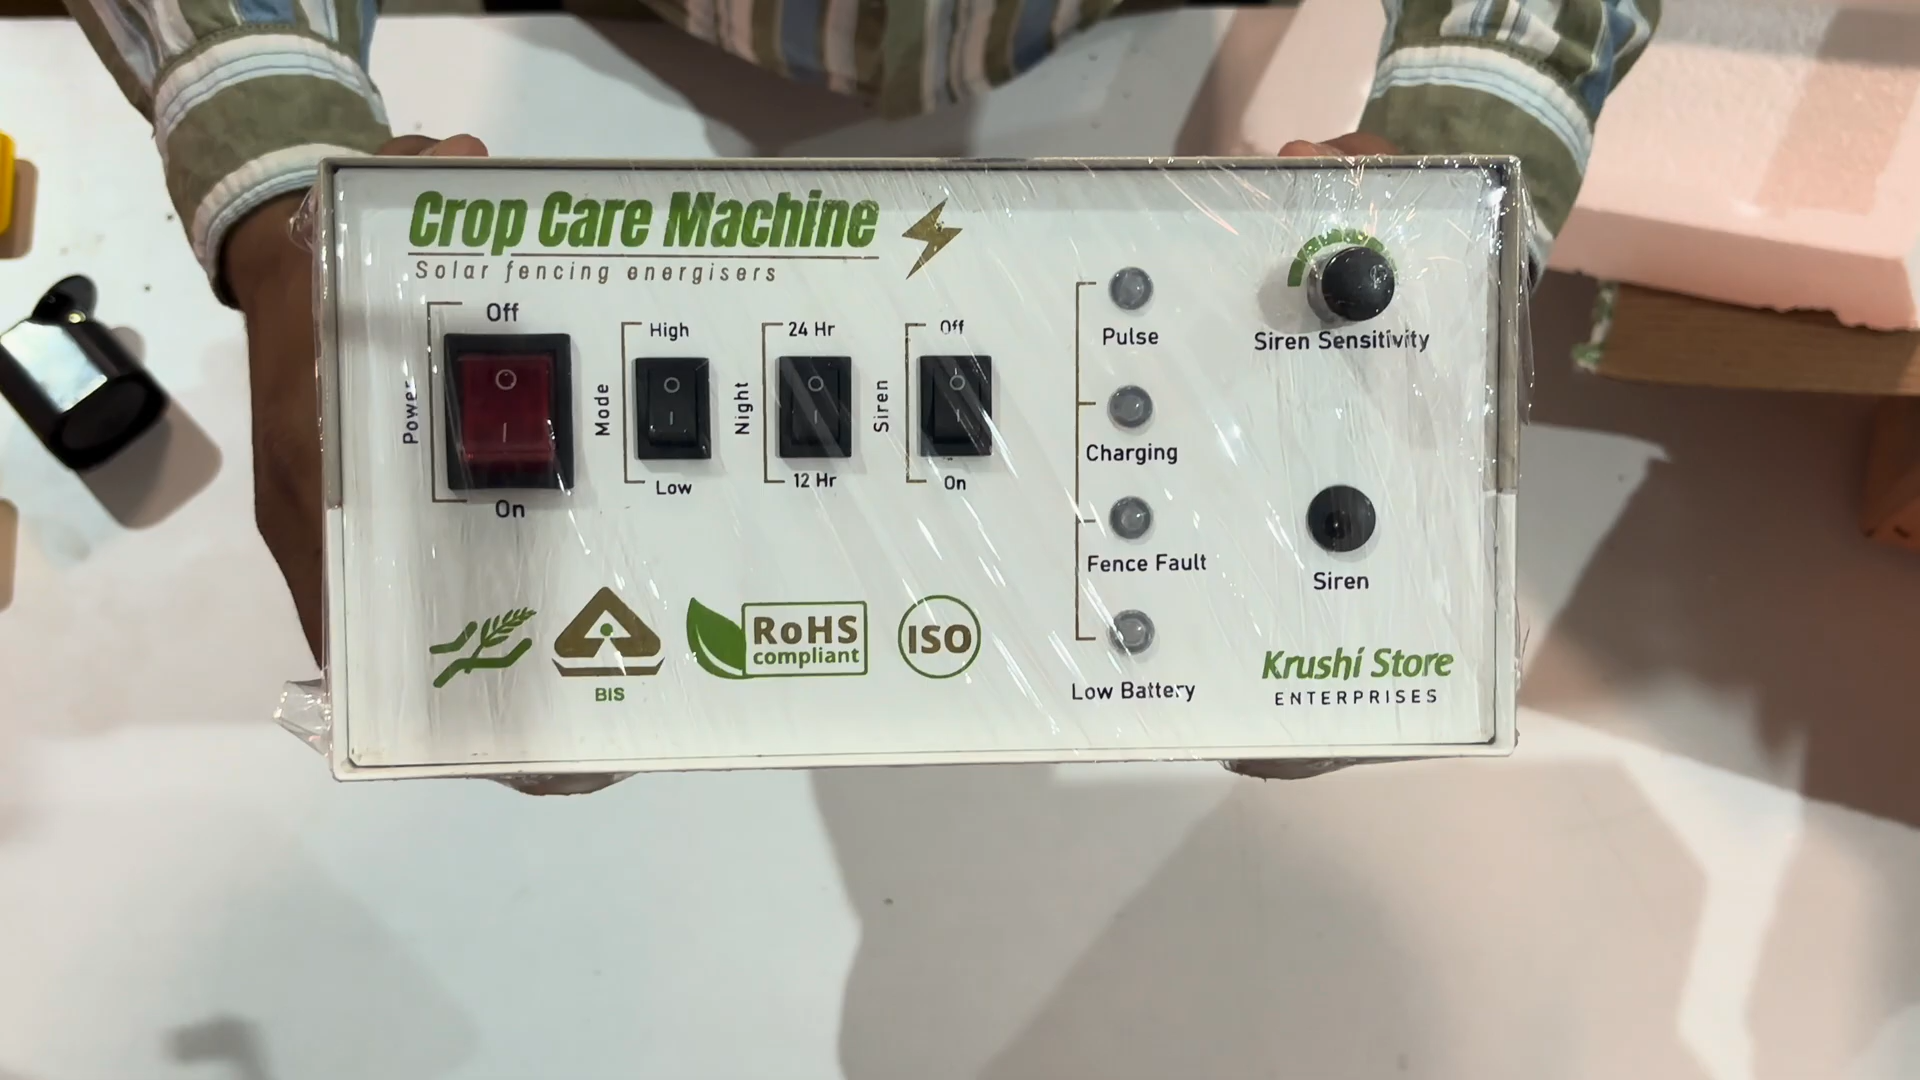 Crop Care Machine
Solar fencing energisers
Power
Off
On
Mode
High
Low
Night
24 Hr
12 Hr
Siren
Off
On
Pulse
Charging
Fence Fault
Low Battery
Siren Sensitivity
Siren
BIS
RoHS
compliant
ISO
Krushi Store
ENTERPRISES